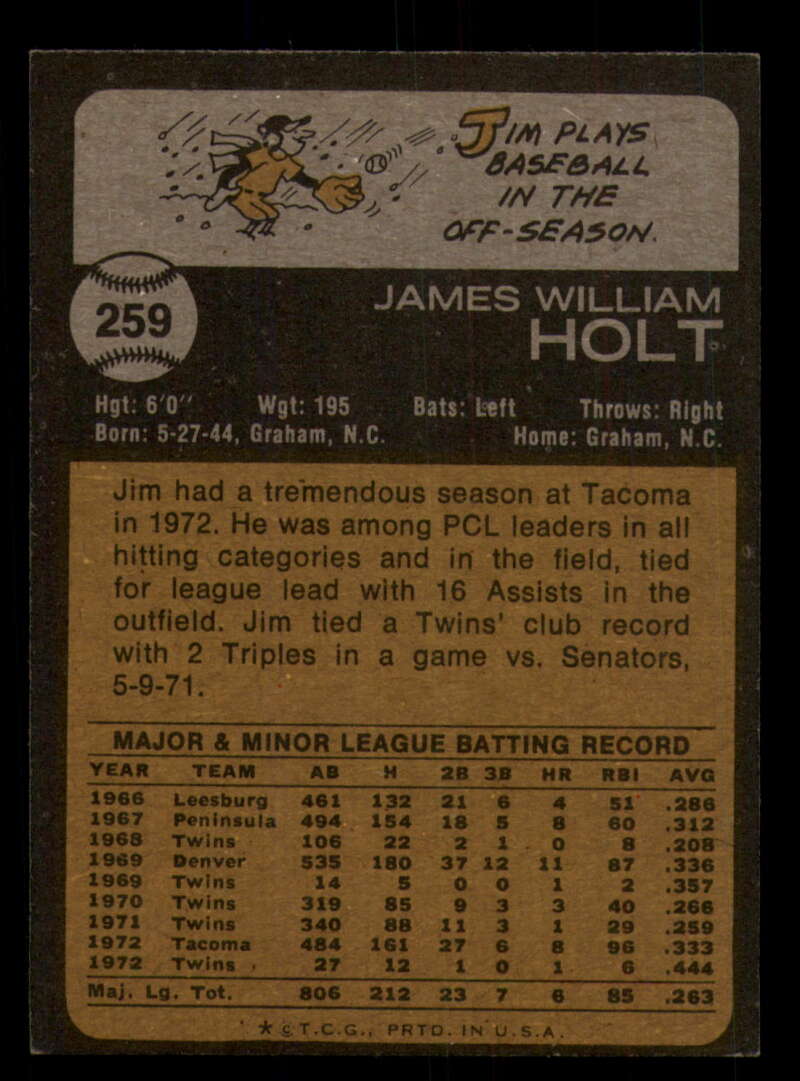 JIM PLAYS
BASEBALL
IN THE
OFF-SEASON.
259
JAMES WILLIAM
HOLT
Hgt: 6'0" Wgt: 195 Bats: Left Throws: Right
Born: 5-27-44, Graham, N.C. Home: Graham, N.C.
Jim had a tremendous season at Tacoma
in 1972. He was among PCL leaders in all
hitting categories and in the field, tied
for league lead with 16 Assists in the
outfield. Jim tied a Twins' club record
with 2 Triples in a game vs. Senators,
5-9-71.
MAJOR & MINOR LEAGUE BATTING RECORD
YEAR TEAM AB H 2B 3B HR RBI AVG
1966 Leesburg 461 132 21 6 4 51 .286
1967 Peninsula 494 154 18 5 8 60 .312
1968 Twins 106 22 2 1 0 8 .208
1969 Denver 535 180 37 12 11 87 .336
1969 Twins 14 5 0 0 1 2 .357
1970 Twins 319 85 9 3 3 40 .266
1971 Twins 340 88 11 3 1 29 .259
1972 Tacoma 484 161 27 6 8 96 .333
1972 Twins 27 12 1 0 1 6 .444
Maj. Lg. Tot. 806 212 23 7 6 85 .263
* © T.C.G., PRTD. IN U.S.A.